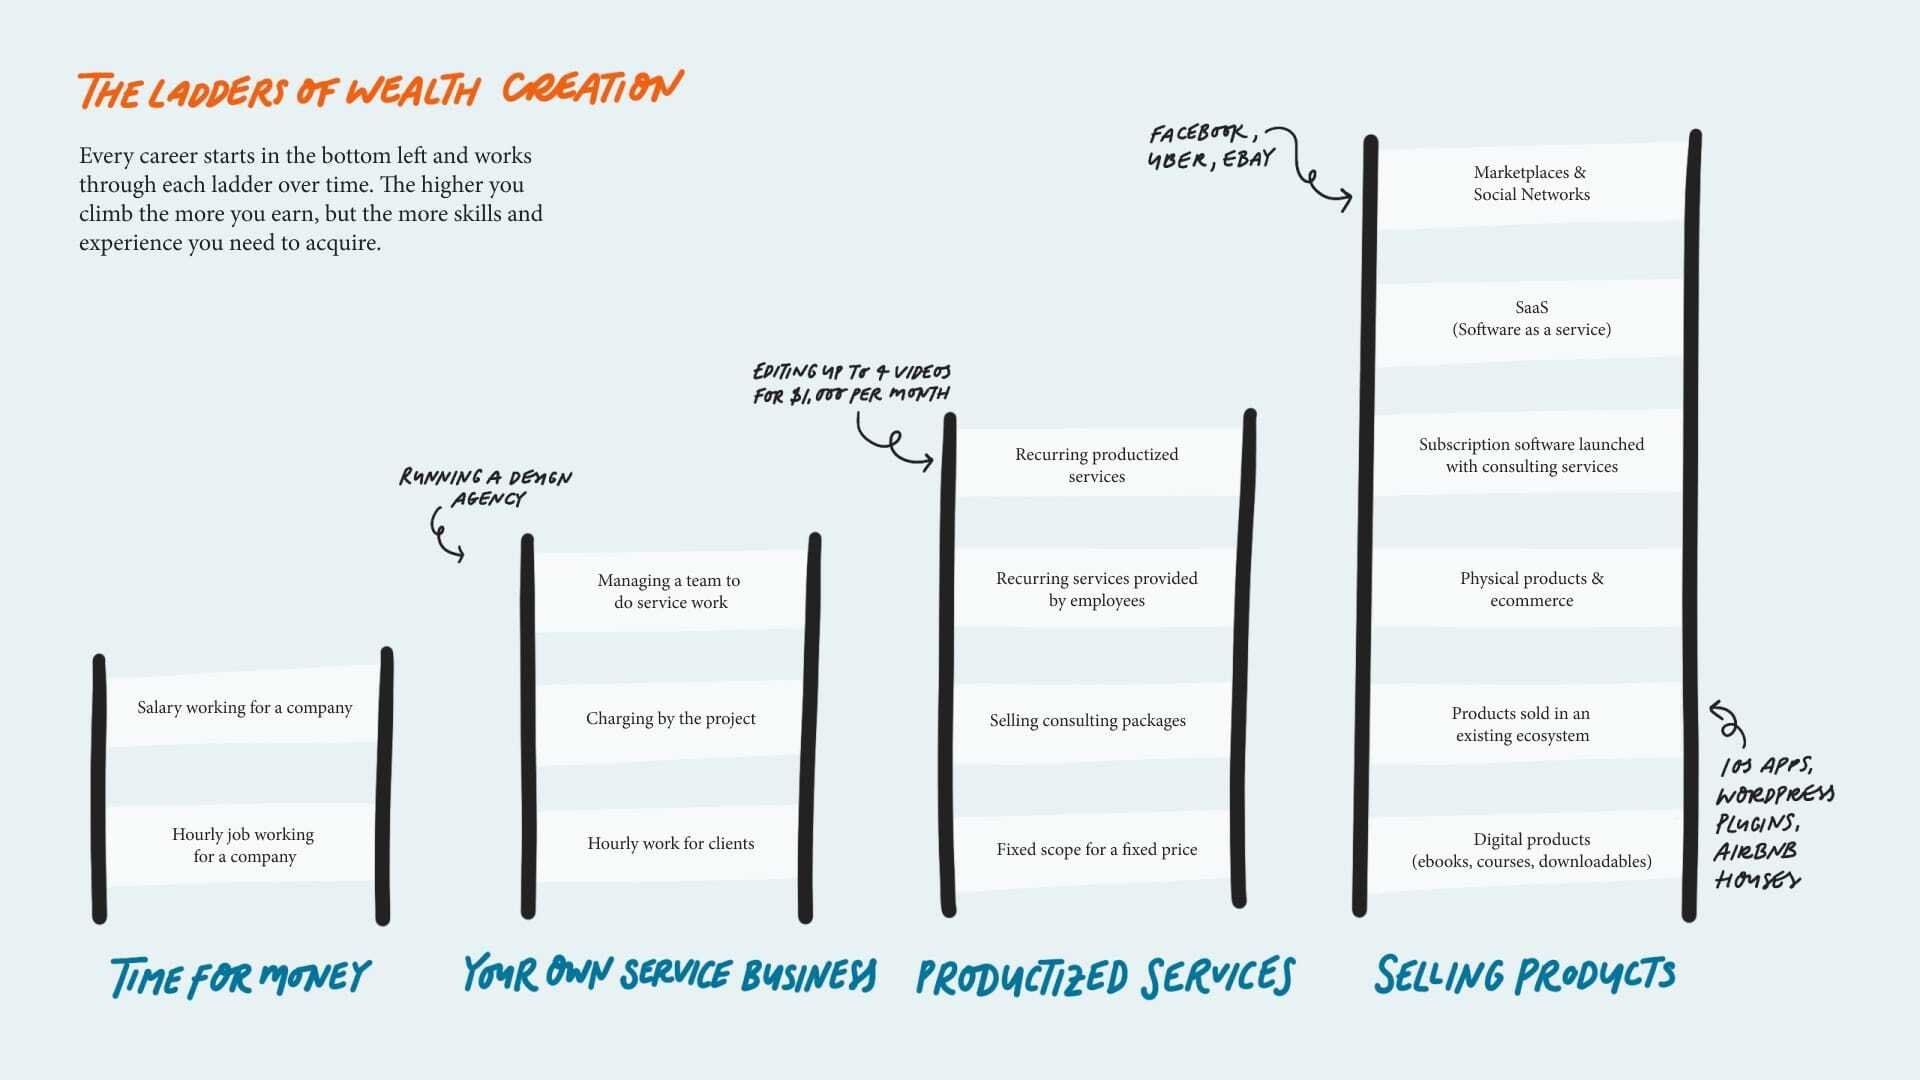 THE LADDERS OF WEALTH CREATION
Every career starts in the bottom left and works
through each ladder over time. The higher you
climb the more you earn, but the more skills and
experience you need to acquire.
RUNNING A DESIGN
AGENCY
EDITING UP TO 4 VIDEOS
FOR $1,000 PER MONTH
FACEBOOK,
UBER, EBAY
Salary working for a company
Hourly job working
for a company
TIME FOR MONEY
Managing a team to
do service work
Charging by the project
Hourly work for clients
YOUR OWN SERVICE BUSINESS
Recurring productized
services
Recurring services provided
by employees
Selling consulting packages
Fixed scope for a fixed price
PRODUCTIZED SERVICES
Marketplaces &
Social Networks
SaaS
(Software as a service)
Subscription software launched
with consulting services
Physical products &
ecommerce
Products sold in an
existing ecosystem
Digital products
(ebooks, courses, downloadables)
SELLING PRODUCTS
IOS APPS,
WORDPRESS
PLUGINS,
AIRBNB
HOUSES